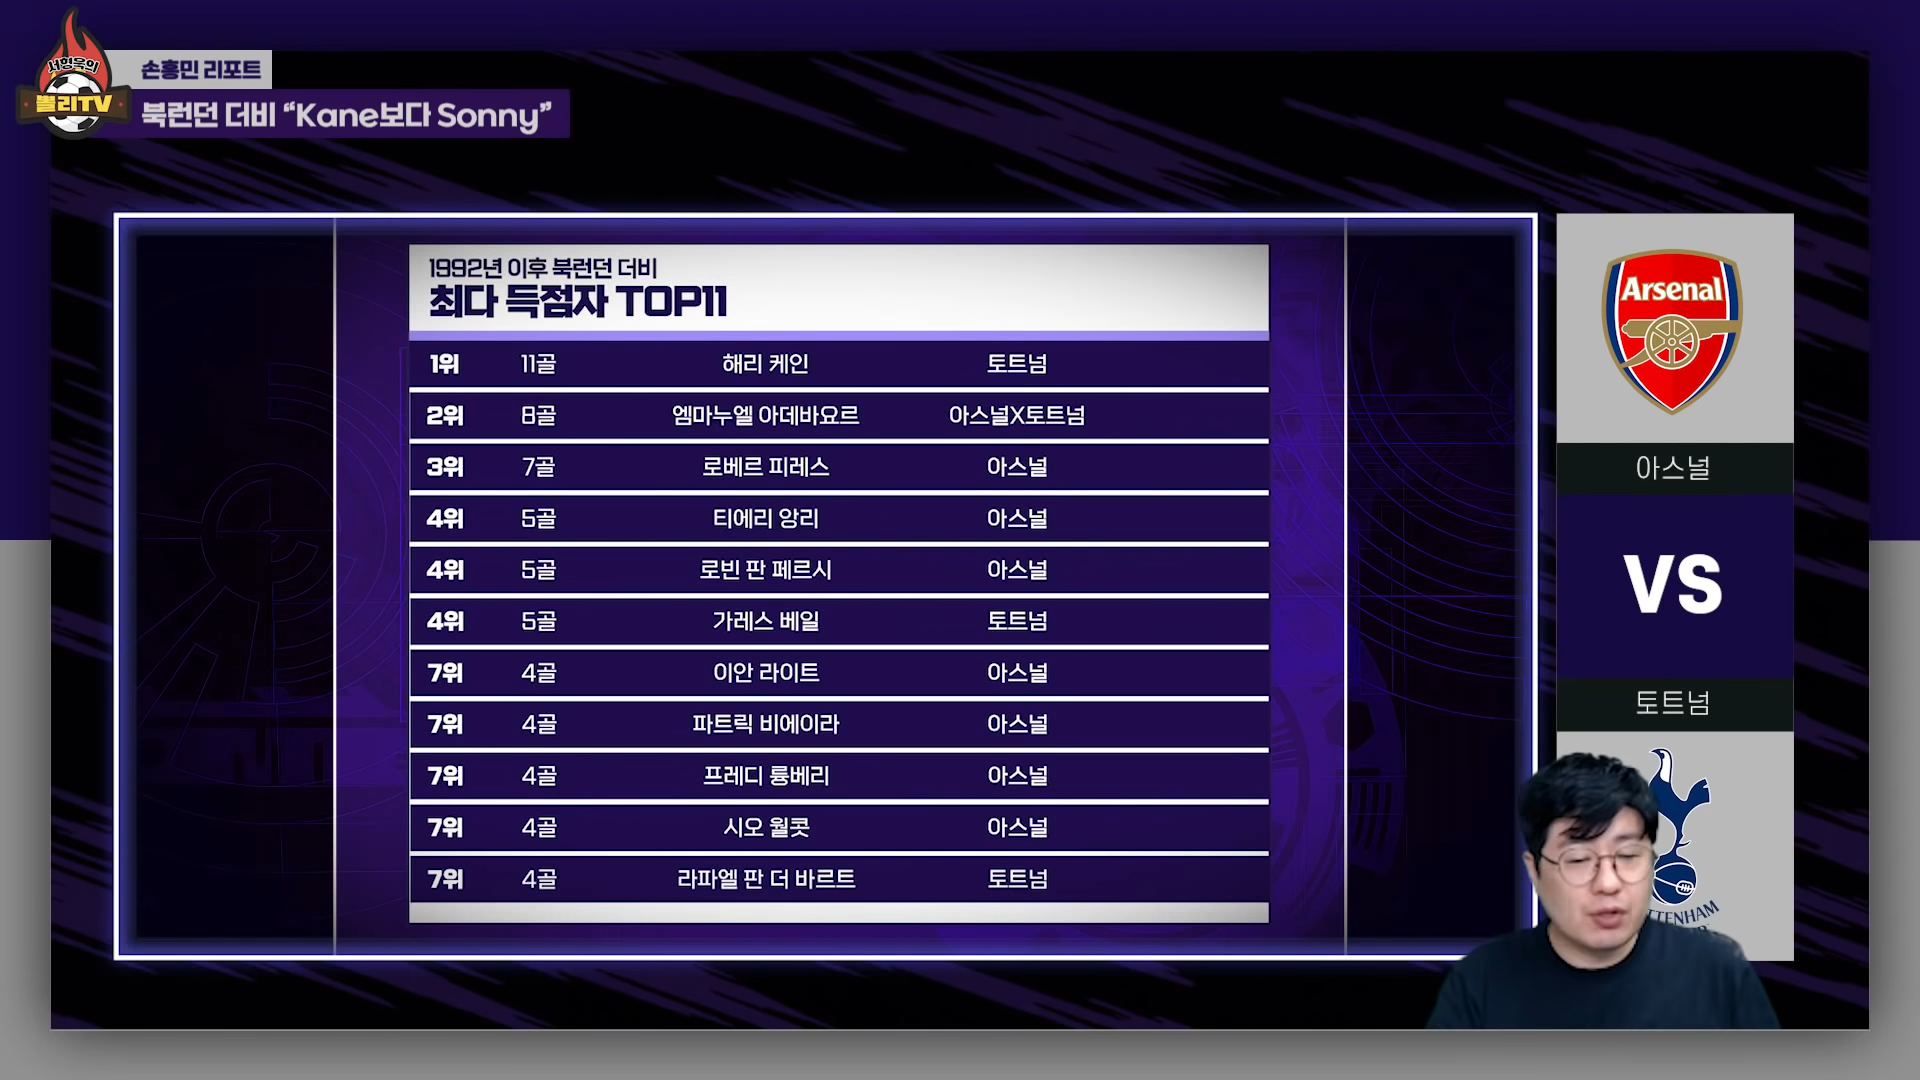 서형욱의
뽈리TV
손흥민 리포트
북런던 더비 “Kane보다 Sonny”
1992년 이후 북런던 더비
최다 득점자 TOP11
1위 11골 해리 케인 토트넘
2위 8골 엠마누엘 아데바요르 아스널X토트넘
3위 7골 로베르 피레스 아스널
4위 5골 티에리 앙리 아스널
4위 5골 로빈 판 페르시 아스널
4위 5골 가레스 베일 토트넘
7위 4골 이안 라이트 아스널
7위 4골 파트릭 비에이라 아스널
7위 4골 프레디 륭베리 아스널
7위 4골 시오 월콧 아스널
7위 4골 라파엘 판 더 바르트 토트넘
Arsenal
아스널
VS
토트넘
TTENHAM